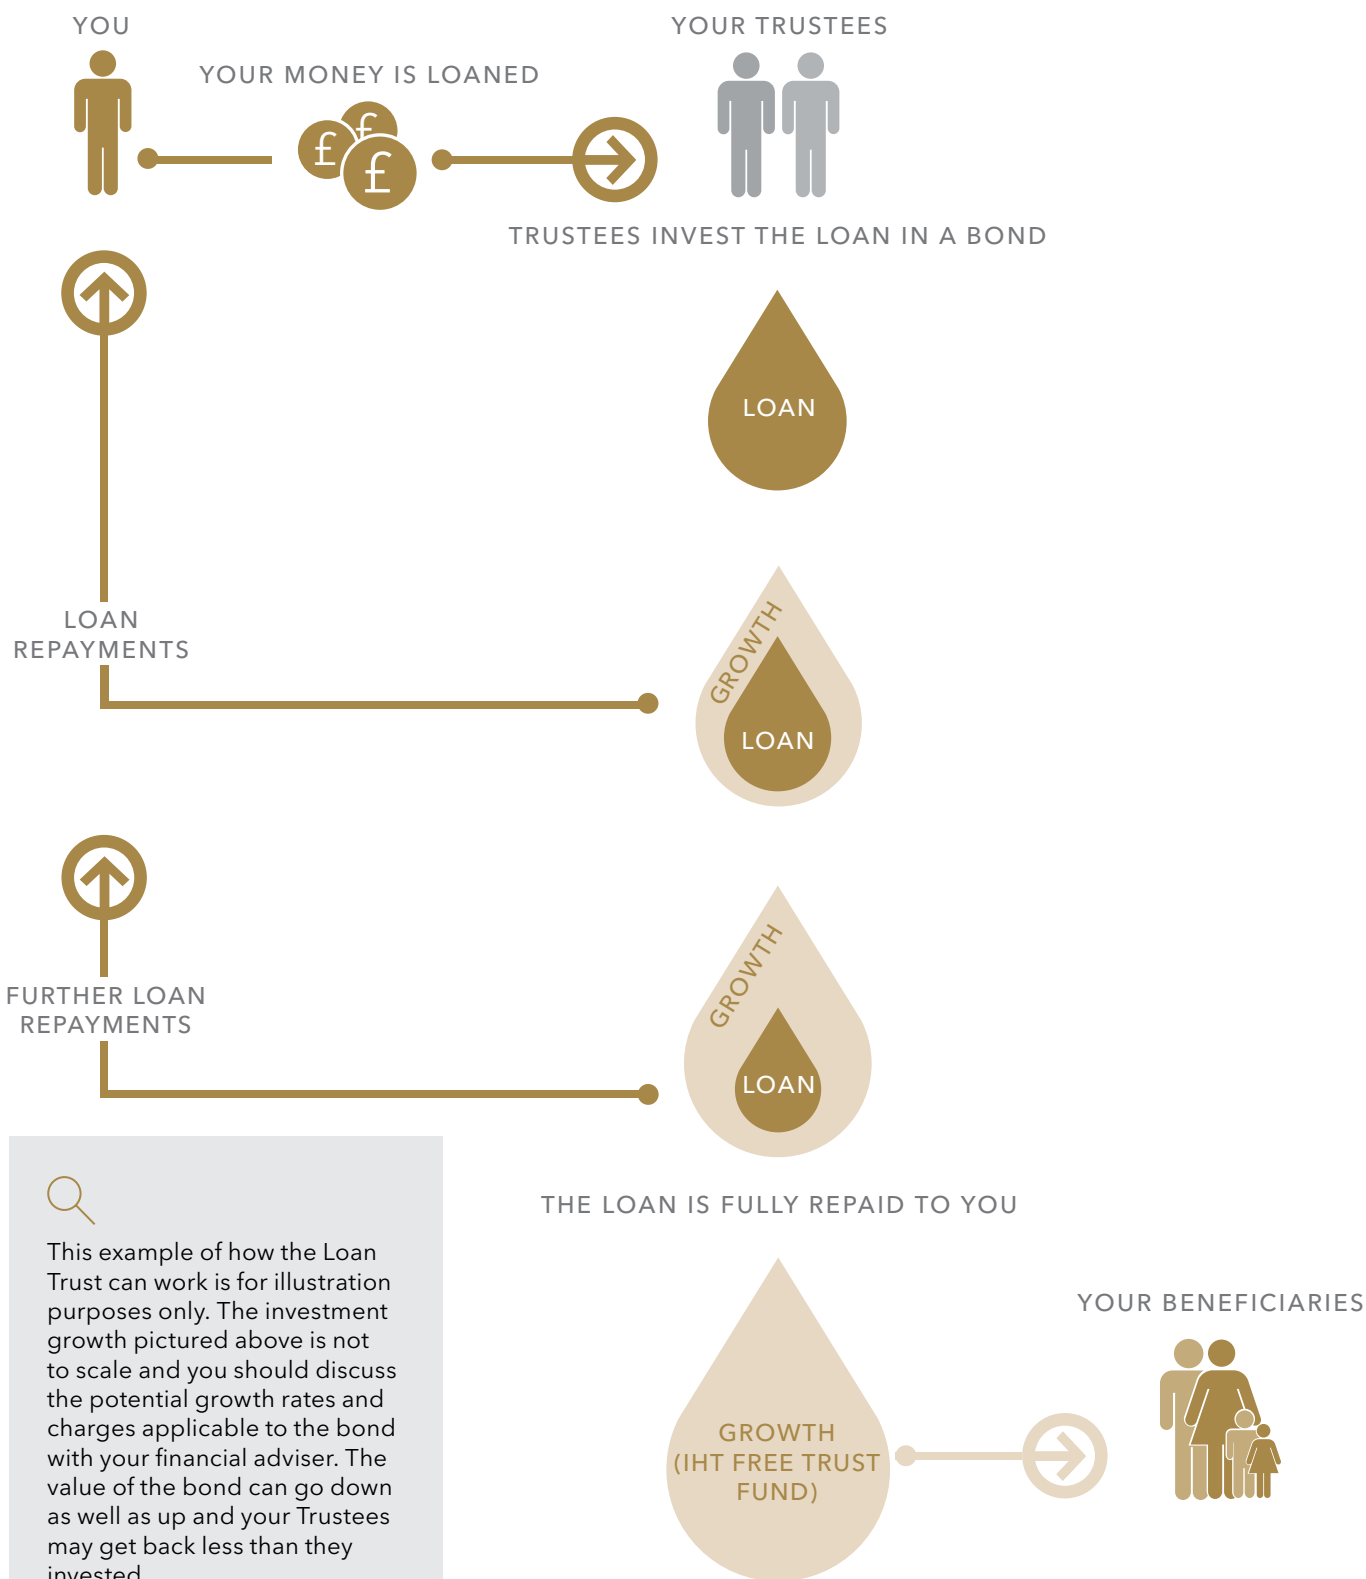 YOU
YOUR TRUSTEES
YOUR MONEY IS LOANED
£
£
£
TRUSTEES INVEST THE LOAN IN A BOND
LOAN
GROWTH
LOAN
LOAN
REPAYMENTS
GROWTH
LOAN
FURTHER LOAN
REPAYMENTS
THE LOAN IS FULLY REPAID TO YOU
This example of how the Loan
Trust can work is for illustration
purposes only. The investment
growth pictured above is not
to scale and you should discuss
the potential growth rates and
charges applicable to the bond
with your financial adviser. The
value of the bond can go down
as well as up and your Trustees
may get back less than they
invested
YOUR BENEFICIARIES
GROWTH
(IHT FREE TRUST
FUND)